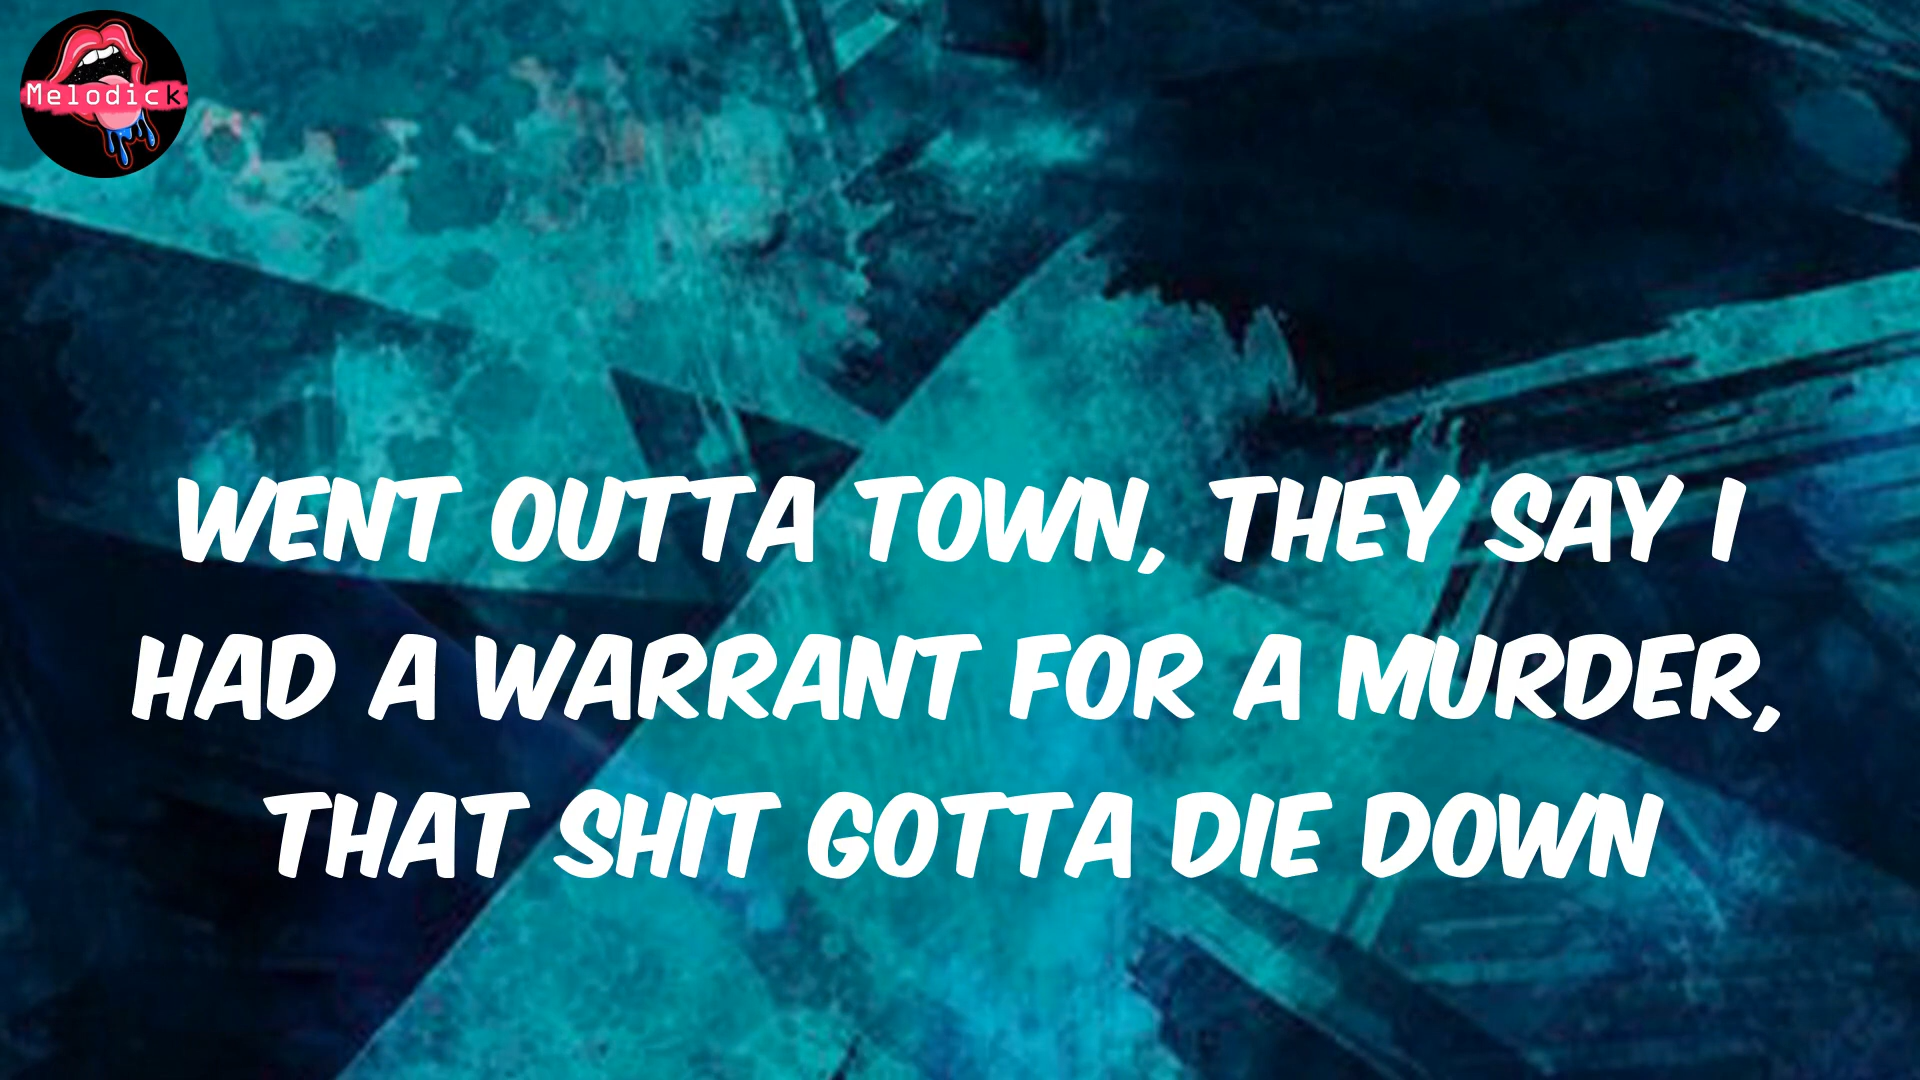 Melodick
WENT OUTTA TOWN, THEY SAY I
HAD A WARRANT FOR A MURDER,
THAT SHIT GOTTA DIE DOWN